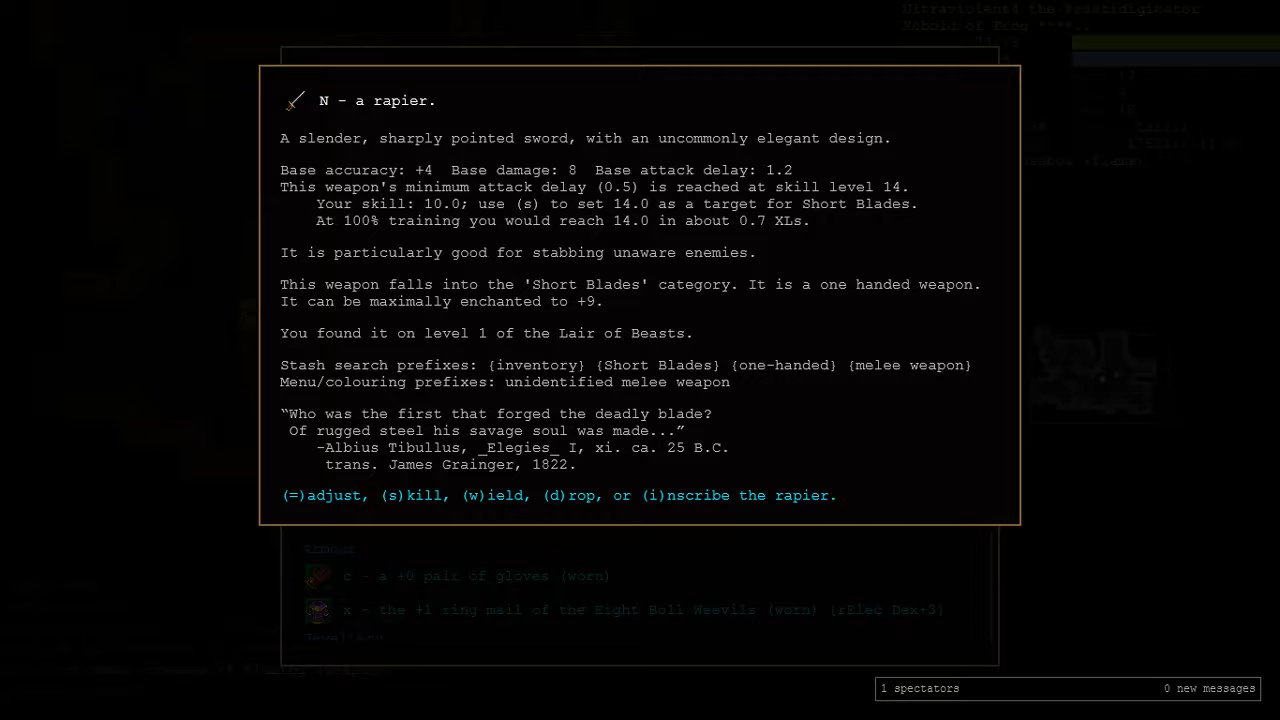 Ultraviolent4 the Prestidigitator
Kobold of Trog ****..
N - a rapier.
A slender, sharply pointed sword, with an uncommonly elegant design.
Base accuracy: +4  Base damage: 8  Base attack delay: 1.2
This weapon's minimum attack delay (0.5) is reached at skill level 14.
Your skill: 10.0; use (s) to set 14.0 as a target for Short Blades.
At 100% training you would reach 14.0 in about 0.7 XLs.
It is particularly good for stabbing unaware enemies.
This weapon falls into the 'Short Blades' category. It is a one handed weapon.
It can be maximally enchanted to +9.
You found it on level 1 of the Lair of Beasts.
Stash search prefixes: {inventory} {Short Blades} {one-handed} {melee weapon}
Menu/colouring prefixes: unidentified melee weapon
“Who was the first that forged the deadly blade?
Of rugged steel his savage soul was made...”
-Albius Tibullus, _Elegies_ I, xi. ca. 25 B.C.
trans. James Grainger, 1822.
(=)adjust, (s)kill, (w)ield, (d)rop, or (i)nscribe the rapier.
Armour
c - a +0 pair of gloves (worn)
x - the +1 ring mail of the Eight Boll Weevils (worn) {rElec Dex+3}
Jewellery
1 spectators
0 new messages